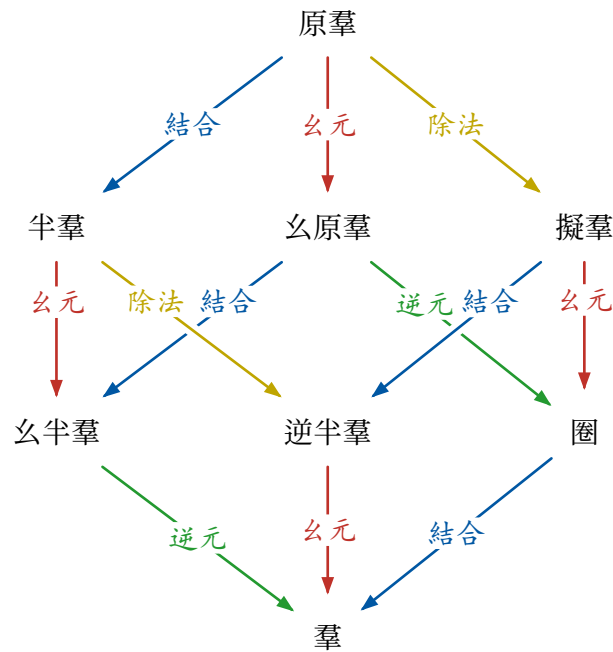 原羣
結合 幺元 除法
半羣 幺原羣 擬羣
幺元 除法 結合 逆元 結合 幺元
幺半羣 逆半羣 圈
逆元 幺元 結合
羣